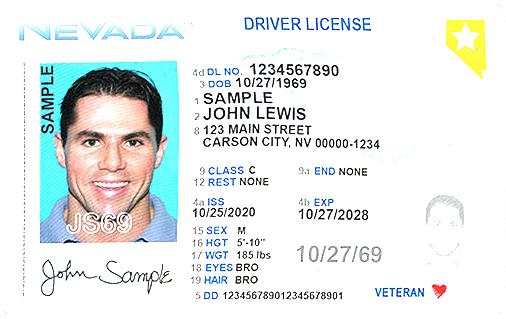 NEVADA
DRIVER LICENSE
SAMPLE
4d DL NO. 1234567890
3 DOB 10/27/1969
1 SAMPLE
2 JOHN LEWIS
8 123 MAIN STREET
CARSON CITY, NV 00000-1234
9 CLASS C 9a END NONE
12 REST NONE
4a ISS 4b EXP
10/25/2020 10/27/2028
15 SEX M
16 HGT 5'-10"
17 WGT 185 lbs
18 EYES BRO
19 HAIR BRO
5 DD 12345678901234578901
10/27/69
JS69
John Sample
VETERAN